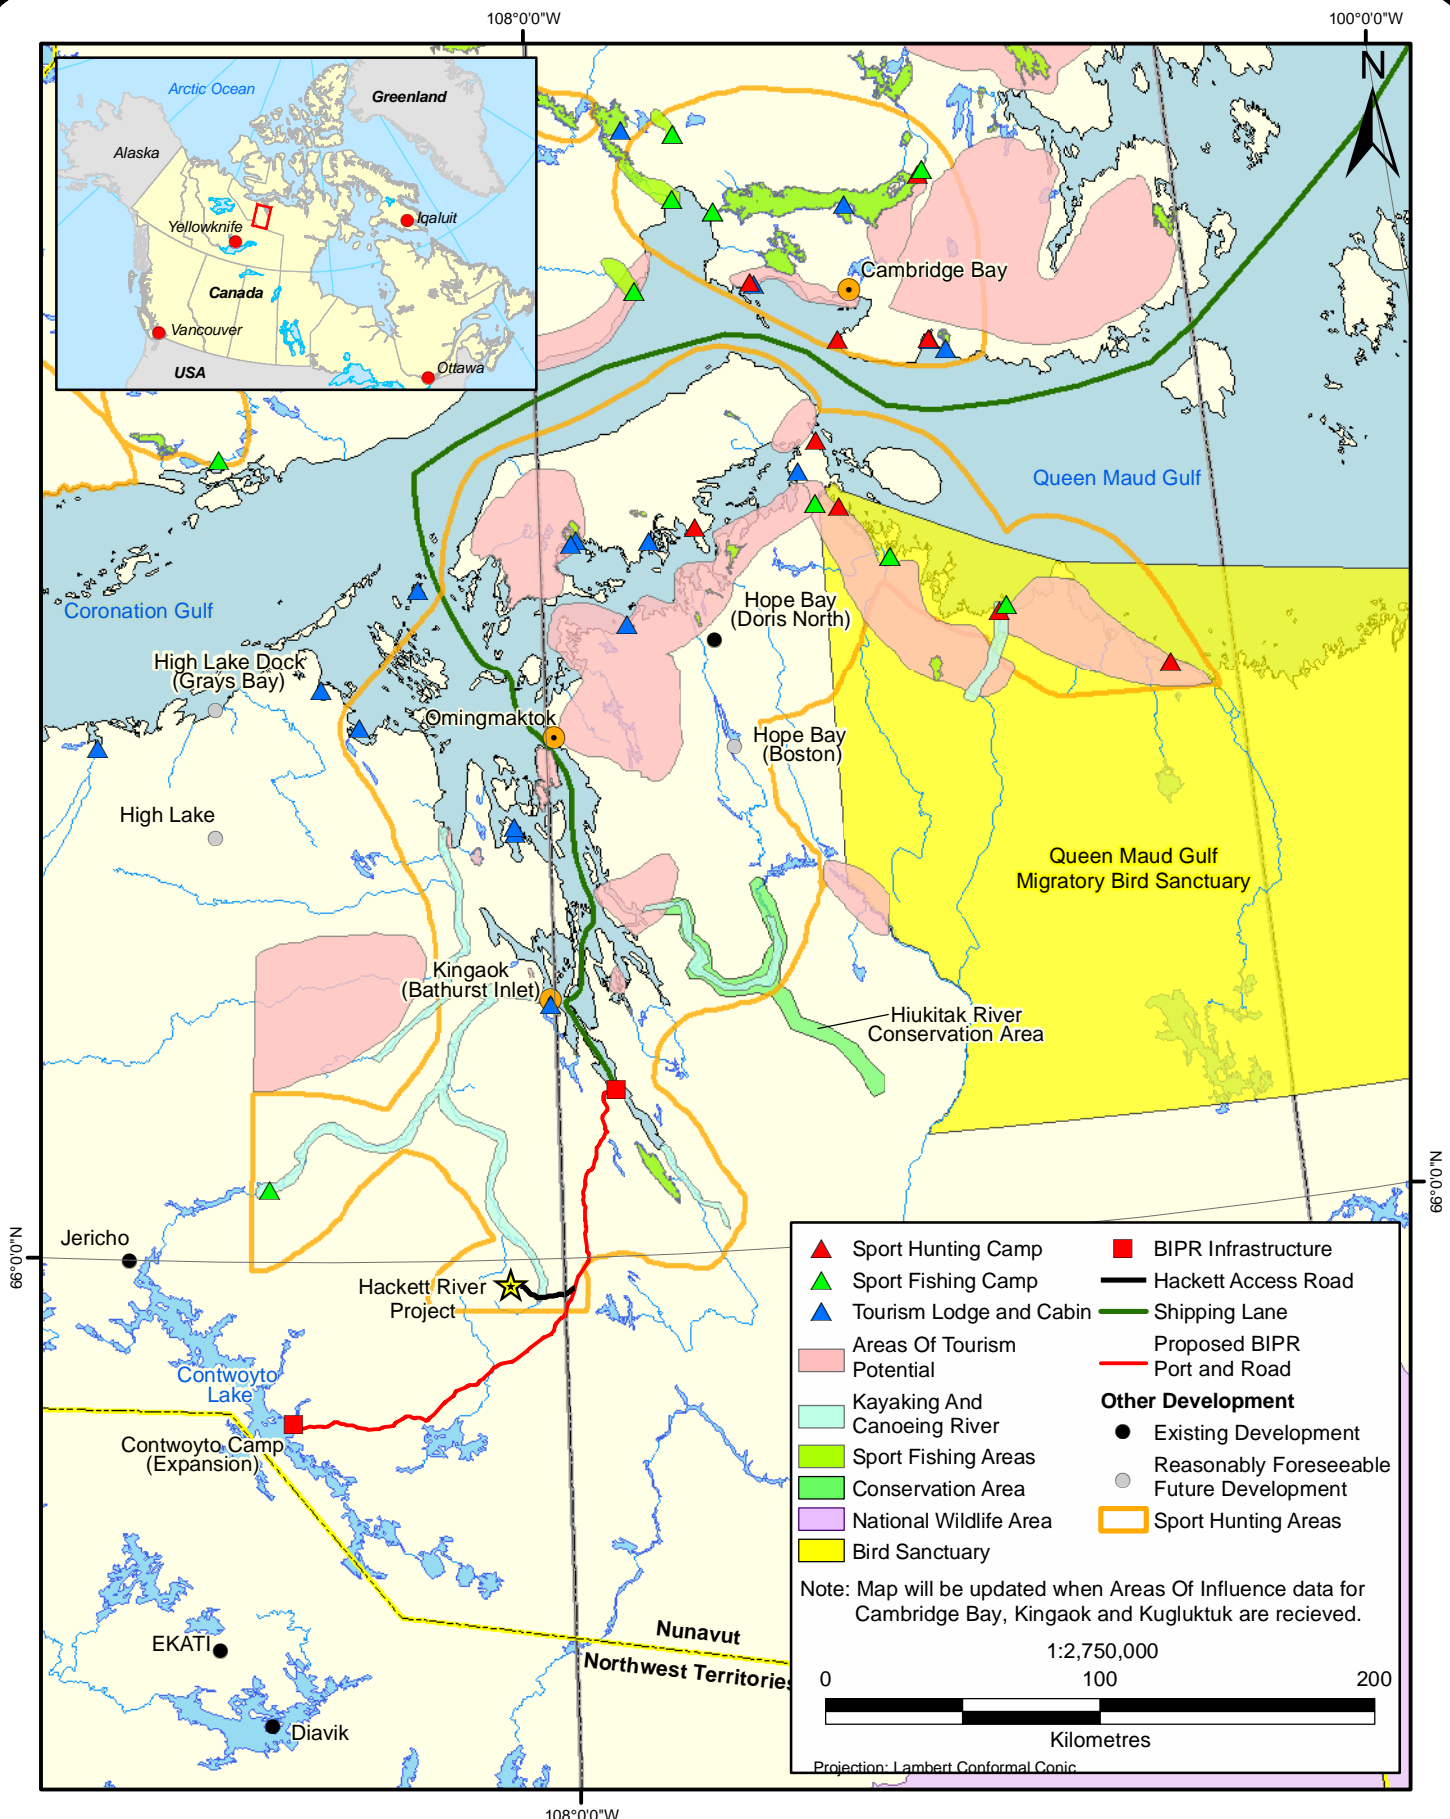 108°0'0"W
100°0'0"W
N
Arctic Ocean
Greenland
Alaska
Yellowknife
Iqaluit
Canada
Vancouver
USA
Ottawa
Cambridge Bay
Queen Maud Gulf
Coronation Gulf
Hope Bay
(Doris North)
High Lake Dock
(Grays Bay)
Omingmaktok
Hope Bay
(Boston)
High Lake
Queen Maud Gulf
Migratory Bird Sanctuary
Kingaok
(Bathurst Inlet)
Hiukitak River
Conservation Area
66°0'0"N
66°0'0"N
Jericho
Hackett River
Project
Contwoyto
Lake
Contwoyto Camp
(Expansion)
EKATI
Diavik
Nunavut
Northwest Territories
Sport Hunting Camp
Sport Fishing Camp
Tourism Lodge and Cabin
Areas Of Tourism
Potential
Kayaking And
Canoeing River
Sport Fishing Areas
Conservation Area
National Wildlife Area
Bird Sanctuary
BIPR Infrastructure
Hackett Access Road
Shipping Lane
Proposed BIPR
Port and Road
Other Development
Existing Development
Reasonably Foreseeable
Future Development
Sport Hunting Areas
Note: Map will be updated when Areas Of Influence data for
Cambridge Bay, Kingaok and Kugluktuk are recieved.
1:2,750,000
0 100 200
Kilometres
Projection: Lambert Conformal Conic
108°0'0"W